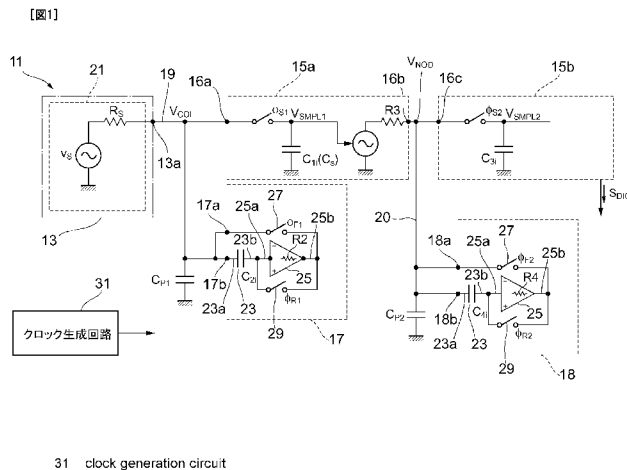 [図1]
11
21
19
16a
15a
16b
V_NOD
16c
15b
R_S
V_COI
φ_S1
V_SMPL1
R3
φ_S2
V_SMPL2
v_S
13a
C_1i(C_s)
C_3i
S_DIG
13
17a
27
φ_F1
20
25a
23b
R2
25b
18a
27
φ_F2
25a
23b
R4
25b
C_P1
17b
C_2i
25
φ_R1
23a
23
29
17
C_P2
18b
C_4i
25
φ_R2
23a
23
29
18
31
クロック生成回路
31 clock generation circuit